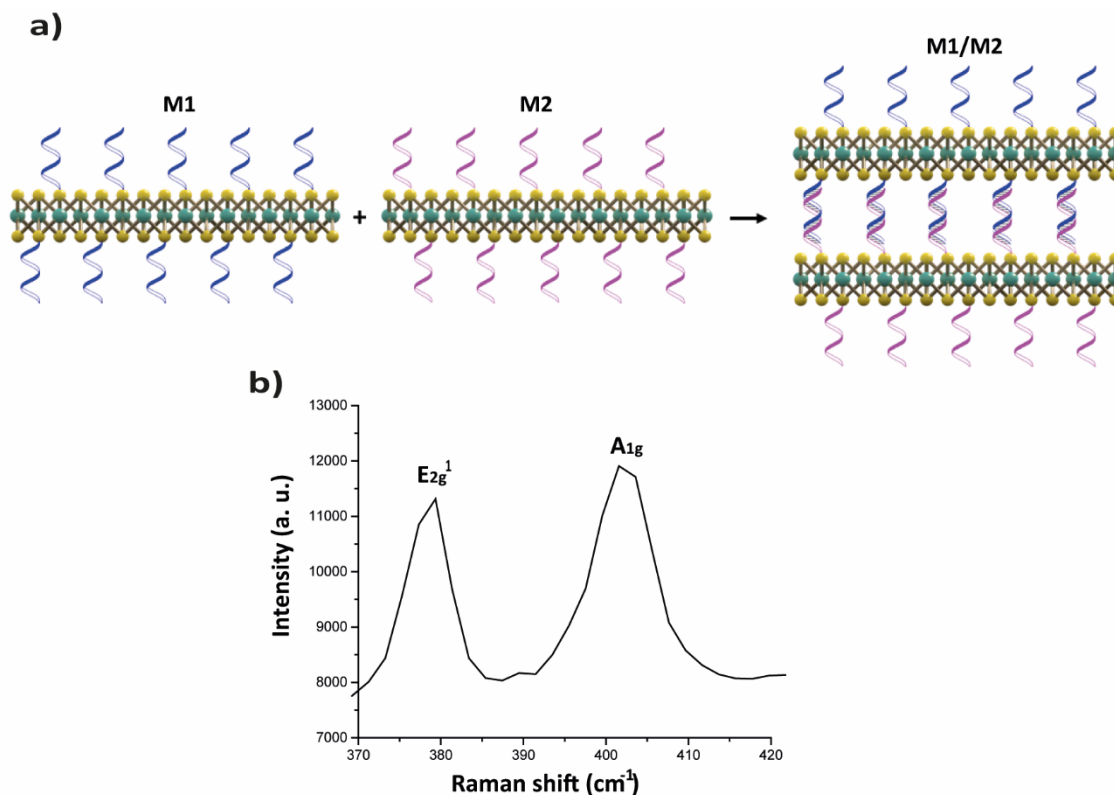 a)
M1
M2
M1/M2
+
b)
13000
12000
11000
10000
9000
8000
7000
Intensity (a. u.)
E2g¹
A1g
370
380
390
400
410
420
Raman shift (cm⁻¹)